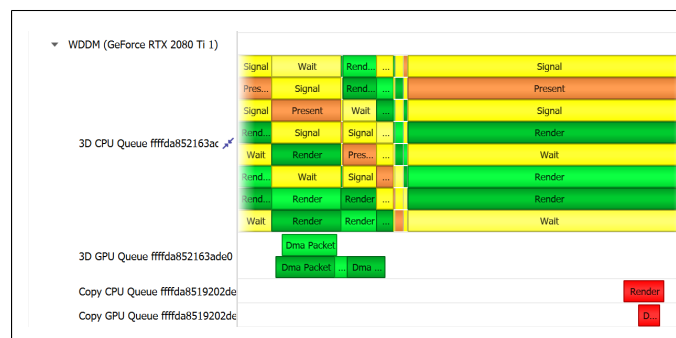 WDDM (GeForce RTX 2080 Ti 1)
Signal Wait Rend... ... Signal
Pres... Signal Rend... ... Present
Signal Present Wait ... Signal
3D CPU Queue ffffda852163ac
Rend... Signal Signal ... Render
Wait Render Pres... ... Wait
Rend... Wait Signal ... Render
Rend... Render Render ... Render
Wait Render Render ... Wait
3D GPU Queue ffffda852163ade0
Dma Packet
Dma Packet ... Dma ...
Copy CPU Queue ffffda8519202de Render
Copy GPU Queue ffffda8519202de D...